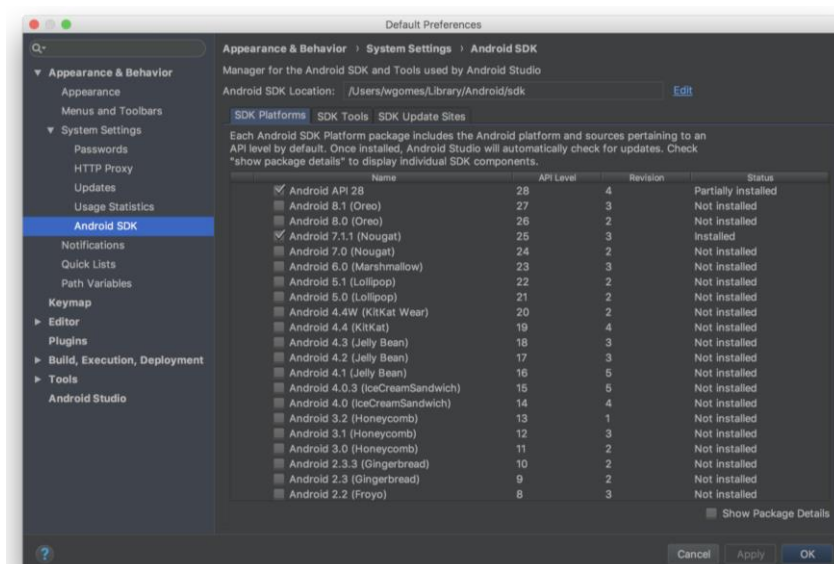 Default Preferences
Appearance & Behavior
Appearance
Menus and Toolbars
System Settings
Passwords
HTTP Proxy
Updates
Usage Statistics
Android SDK
Notifications
Quick Lists
Path Variables
Keymap
Editor
Plugins
Build, Execution, Deployment
Tools
Android Studio
Appearance & Behavior › System Settings › Android SDK
Manager for the Android SDK and Tools used by Android Studio
Android SDK Location: /Users/wgomes/Library/Android/sdk Edit
SDK Platforms SDK Tools SDK Update Sites
Each Android SDK Platform package includes the Android platform and sources pertaining to an
API level by default. Once installed, Android Studio will automatically check for updates. Check
"show package details" to display individual SDK components.
Name API Level Revision Status
Android API 28 28 4 Partially installed
Android 8.1 (Oreo) 27 3 Not installed
Android 8.0 (Oreo) 26 2 Not installed
Android 7.1.1 (Nougat) 25 3 Installed
Android 7.0 (Nougat) 24 2 Not installed
Android 6.0 (Marshmallow) 23 3 Not installed
Android 5.1 (Lollipop) 22 2 Not installed
Android 5.0 (Lollipop) 21 2 Not installed
Android 4.4W (KitKat Wear) 20 2 Not installed
Android 4.4 (KitKat) 19 4 Not installed
Android 4.3 (Jelly Bean) 18 3 Not installed
Android 4.2 (Jelly Bean) 17 3 Not installed
Android 4.1 (Jelly Bean) 16 5 Not installed
Android 4.0.3 (IceCreamSandwich) 15 5 Not installed
Android 4.0 (IceCreamSandwich) 14 4 Not installed
Android 3.2 (Honeycomb) 13 1 Not installed
Android 3.1 (Honeycomb) 12 3 Not installed
Android 3.0 (Honeycomb) 11 2 Not installed
Android 2.3.3 (Gingerbread) 10 2 Not installed
Android 2.3 (Gingerbread) 9 2 Not installed
Android 2.2 (Froyo) 8 3 Not installed
Show Package Details
? Cancel Apply OK